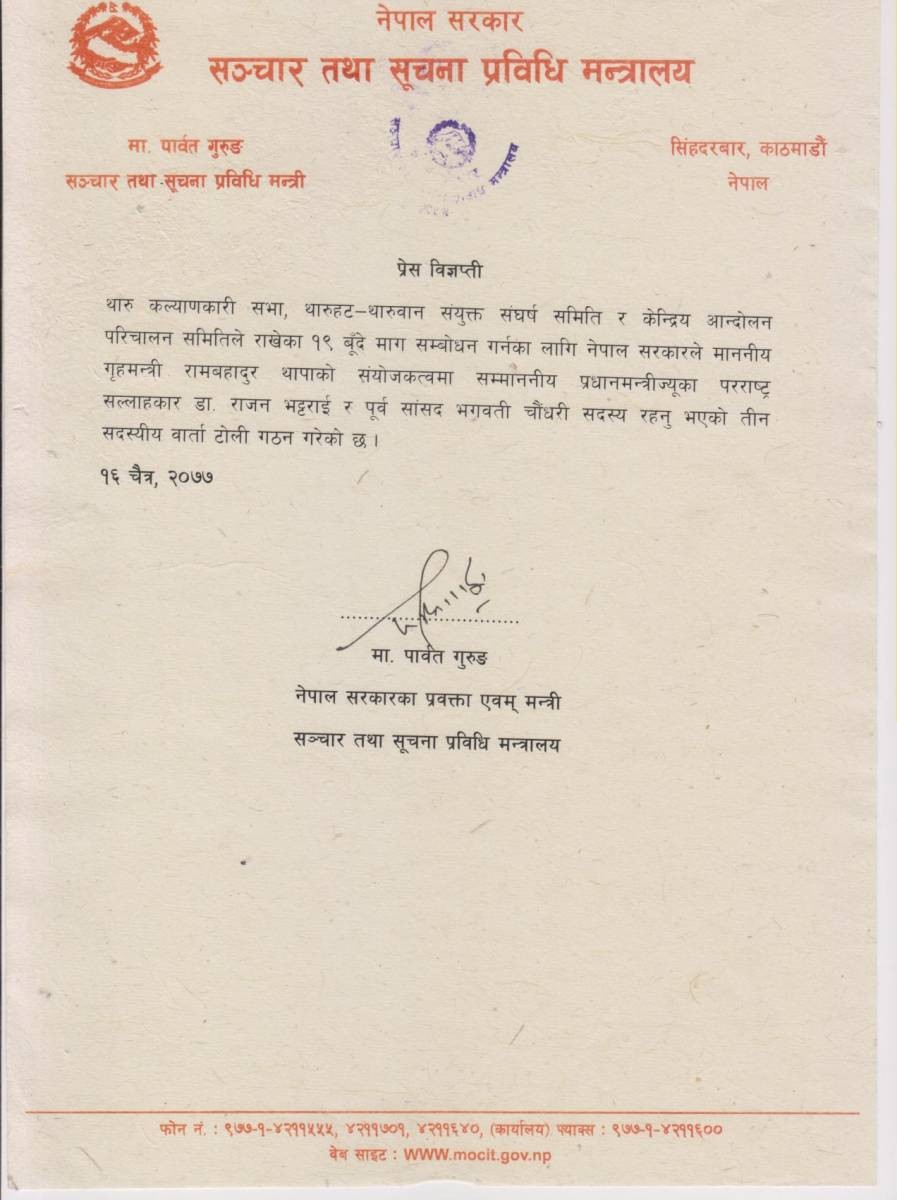 नेपाल सरकार
सञ्चार तथा सूचना प्रविधि मन्त्रालय
मा. पार्वत गुरुङ
सञ्चार तथा सूचना प्रविधि मन्त्री
सिंहदरबार, काठमाडौं
नेपाल
मन्त्रालय
प्रेस विज्ञप्ती
थारु कल्याणकारी सभा, थारुहट–थारुवान संयुक्त संघर्ष समिति र केन्द्रिय आन्दोलन
परिचालन समितिले राखेका १९ बूँदे माग सम्बोधन गर्नका लागि नेपाल सरकारले माननीय
गृहमन्त्री रामबहादुर थापाको संयोजकत्वमा सम्माननीय प्रधानमन्त्रीज्यूका परराष्ट्र
सल्लाहकार डा. राजन भट्टराई र पूर्व सांसद भगवती चौंधरी सदस्य रहनु भएको तीन
सदस्यीय वार्ता टोली गठन गरेको छ ।
१६ चैत्र, २०७७
मा. पार्वत गुरुङ
नेपाल सरकारका प्रवक्ता एवम् मन्त्री
सञ्चार तथा सूचना प्रविधि मन्त्रालय
फोन नं. : ९७७-१-४२११५५५, ४२११७०१, ४२११६४०, (कार्यालय) फ्याक्स : ९७७-१-४२११६००
वेब साइट : WWW.mocit.gov.np